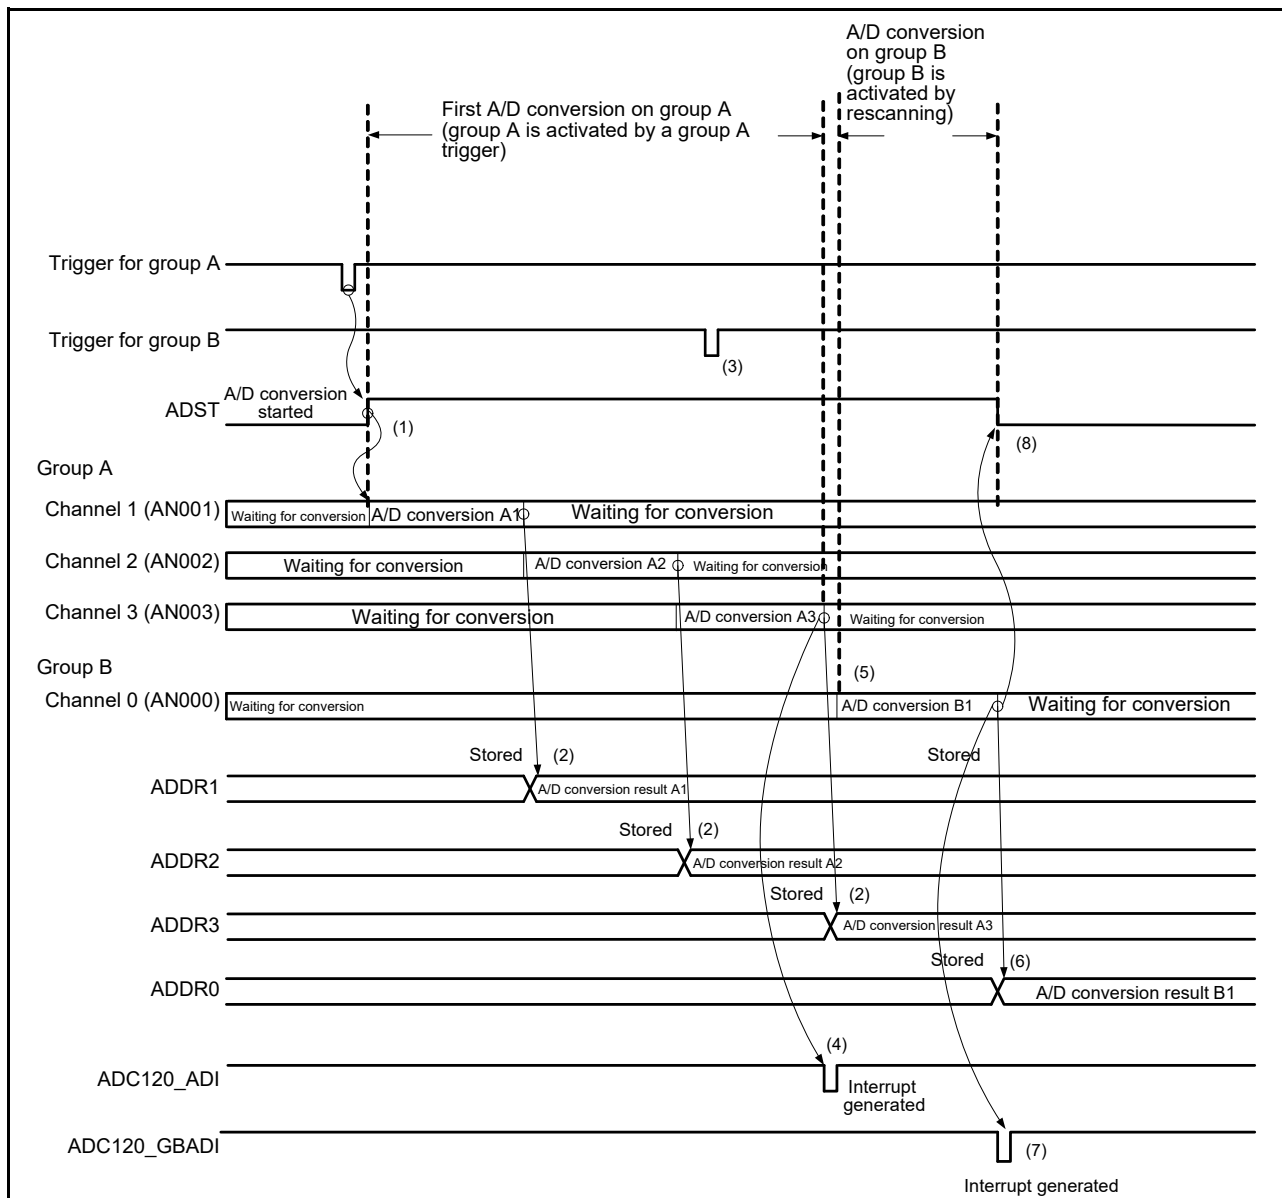 A/D conversion
on group B
(group B is
activated by
rescanning)
First A/D conversion on group A
(group A is activated by a group A
trigger)
Trigger for group A
Trigger for group B
(3)
A/D conversion
started
ADST
(1)
(8)
Group A
Channel 1 (AN001)
Waiting for conversion
A/D conversion A1
Waiting for conversion
Channel 2 (AN002)
Waiting for conversion
A/D conversion A2
Waiting for conversion
Channel 3 (AN003)
Waiting for conversion
A/D conversion A3
Waiting for conversion
Group B
(5)
Channel 0 (AN000)
Waiting for conversion
A/D conversion B1
Waiting for conversion
Stored
(2)
Stored
ADDR1
A/D conversion result A1
Stored
(2)
ADDR2
A/D conversion result A2
Stored
(2)
ADDR3
A/D conversion result A3
Stored
(6)
ADDR0
A/D conversion result B1
(4)
ADC120_ADI
Interrupt
generated
ADC120_GBADI
(7)
Interrupt generated